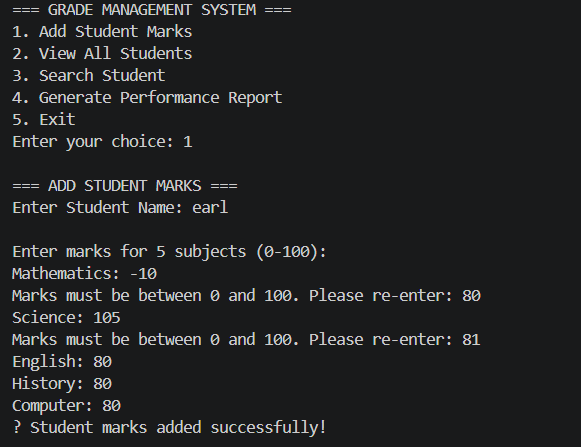 === GRADE MANAGEMENT SYSTEM ===
1. Add Student Marks
2. View All Students
3. Search Student
4. Generate Performance Report
5. Exit
Enter your choice: 1
=== ADD STUDENT MARKS ===
Enter Student Name: earl
Enter marks for 5 subjects (0-100):
Mathematics: -10
Marks must be between 0 and 100. Please re-enter: 80
Science: 105
Marks must be between 0 and 100. Please re-enter: 81
English: 80
History: 80
Computer: 80
? Student marks added successfully!